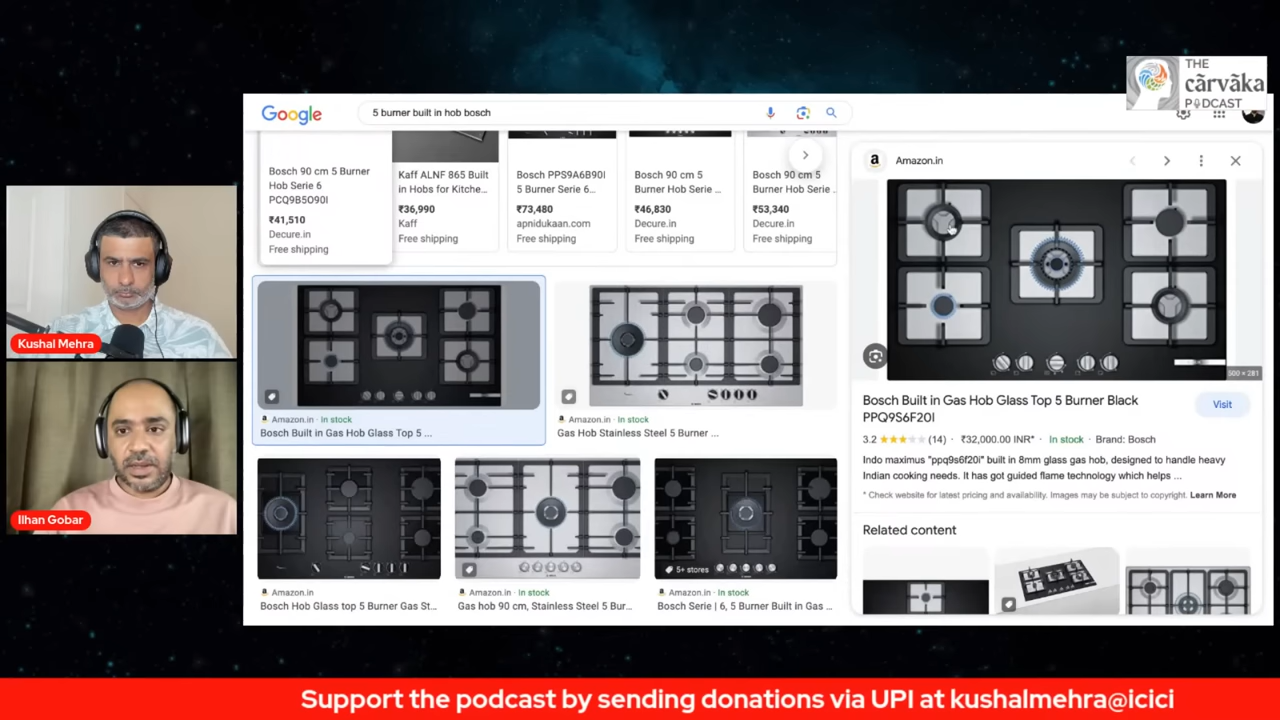 THE
cārvāka
PODCAST
Google
5 burner built in hob bosch
Bosch 90 cm 5 Burner
Hob Serie 6
PCQ9B5O90I
₹41,510
Decure.in
Free shipping
Kaff ALNF 865 Built
in Hobs for Kitche...
₹36,990
Kaff
Free shipping
Bosch PPS9A6B90I
5 Burner Serie 6...
₹73,480
apnidukaan.com
Free shipping
Bosch 90 cm 5
Burner Hob Serie ...
₹46,830
Decure.in
Free shipping
Bosch 90 cm 5
Burner Hob Serie ...
₹53,340
Decure.in
Free shipping
Amazon.in · In stock
Bosch Built in Gas Hob Glass Top 5 ...
Amazon.in · In stock
Gas Hob Stainless Steel 5 Burner ...
Amazon.in
Bosch Hob Glass top 5 Burner Gas St...
Amazon.in · In stock
Gas hob 90 cm, Stainless Steel 5 Bur...
5+ stores
Amazon.in · In stock
Bosch Serie | 6, 5 Burner Built in Gas ...
a Amazon.in
500 × 281
Bosch Built in Gas Hob Glass Top 5 Burner Black
PPQ9S6F20I
Visit
3.2 (14) · ₹32,000.00 INR* · In stock · Brand: Bosch
Indo maximus "ppq9s6f20i" built in 8mm glass gas hob, designed to handle heavy
Indian cooking needs. It has got guided flame technology which helps ...
* Check website for latest pricing and availability. Images may be subject to copyright. Learn More
Related content
Kushal Mehra
Ilhan Gobar
Support the podcast by sending donations via UPI at kushalmehra@icici